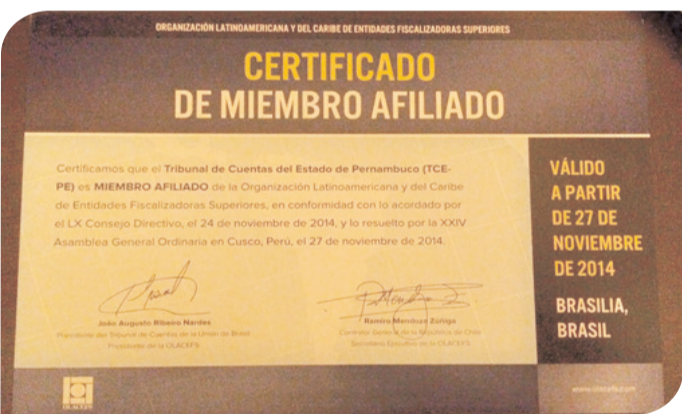 ORGANIZACIÓN LATINOAMERICANA Y DEL CARIBE DE ENTIDADES FISCALIZADORAS SUPERIORES
CERTIFICADO
DE MIEMBRO AFILIADO
Certificamos que el Tribunal de Cuentas del Estado de Pernambuco (TCE-
PE) es MIEMBRO AFILIADO de la Organización Latinoamericana y del Caribe
de Entidades Fiscalizadoras Superiores, en conformidad con lo acordado por
el LX Consejo Directivo, el 24 de noviembre de 2014, y lo resuelto por la XXIV
Asamblea General Ordinaria en Cusco, Perú, el 27 de noviembre de 2014.
João Augusto Ribeiro Nardes
Presidente del Tribunal de Cuentas de la Unión de Brasil
Presidente de la OLACEFS
Ramiro Mendoza Zúñiga
Contralor General de la República de Chile
Secretario Ejecutivo de la OLACEFS
VÁLIDO
A PARTIR
DE 27 DE
NOVIEMBRE
DE 2014
BRASILIA,
BRASIL
OLACEFS
www.olacefs.com